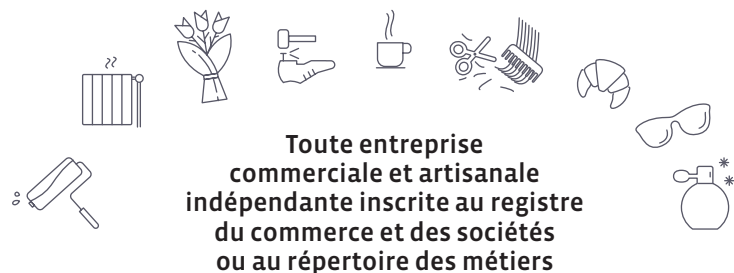 Toute entreprise
commerciale et artisanale
indépendante inscrite au registre
du commerce et des sociétés
ou au répertoire des métiers